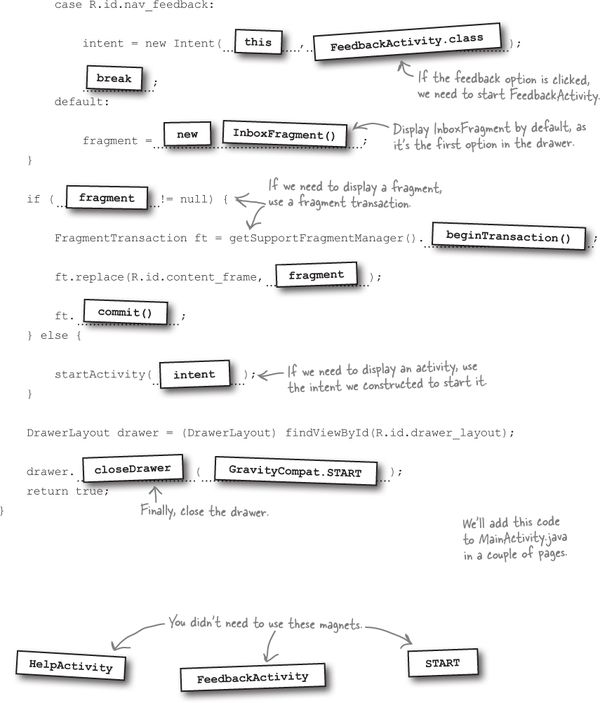 case R.id.nav_feedback:
intent = new Intent( this , FeedbackActivity.class );
break ;
If the feedback option is clicked,
we need to start FeedbackActivity.
default:
fragment = new InboxFragment() ;
Display InboxFragment by default, as
it's the first option in the drawer.
}
If we need to display a fragment,
use a fragment transaction.
if ( fragment != null) {
FragmentTransaction ft = getSupportFragmentManager(). beginTransaction() ;
ft.replace(R.id.content_frame, fragment );
ft. commit() ;
} else {
startActivity( intent );
If we need to display an activity, use
the intent we constructed to start it
}
DrawerLayout drawer = (DrawerLayout) findViewById(R.id.drawer_layout);
drawer. closeDrawer ( GravityCompat.START );
return true;
Finally, close the drawer.
}
We'll add this code
to MainActivity.java
in a couple of pages.
You didn't need to use these magnets.
HelpActivity
FeedbackActivity
START